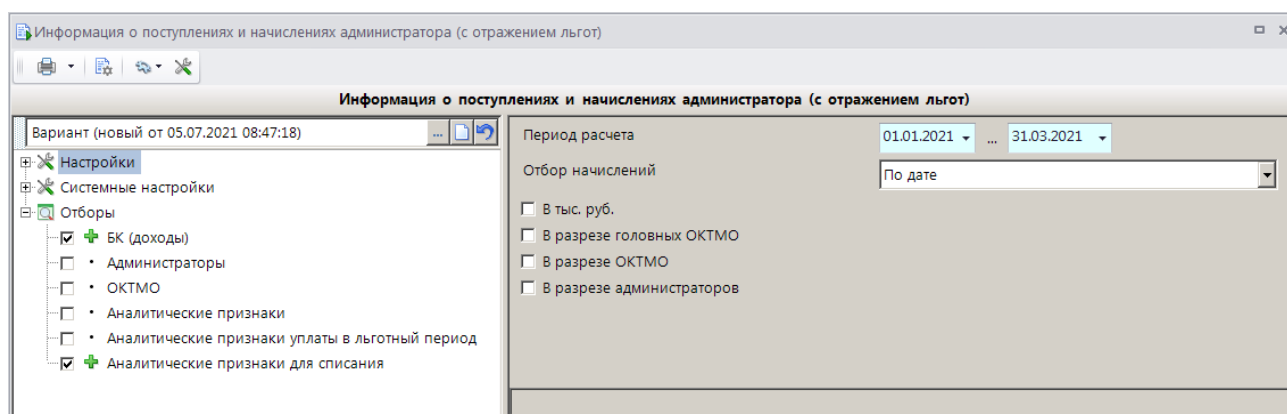 Информация о поступлениях и начислениях администратора (с отражением льгот)
Информация о поступлениях и начислениях администратора (с отражением льгот)
Вариант (новый от 05.07.2021 08:47:18)
...
Настройки
Системные настройки
Отборы
БК (доходы)
Администраторы
ОКТМО
Аналитические признаки
Аналитические признаки уплаты в льготный период
Аналитические признаки для списания
Период расчета
01.01.2021 ... 31.03.2021
Отбор начислений
По дате
В тыс. руб.
В разрезе головных ОКТМО
В разрезе ОКТМО
В разрезе администраторов